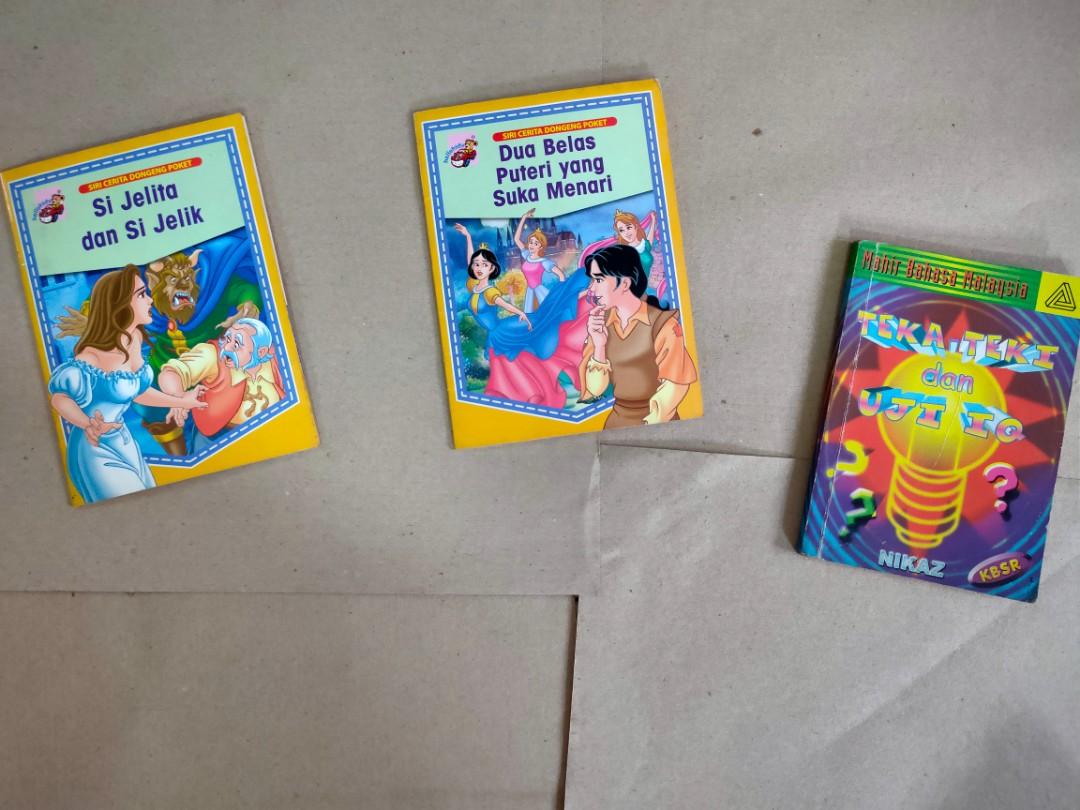 SIRI CERITA DONGENG POKET
Si Jelita
dan Si Jelik
SIRI CERITA DONGENG POKET
Dua Belas
Puteri yang
Suka Menari
Mahir Bahasa Malaysia
TEKA-TEKI
dan
UJI IQ
NIKAZ
KBSR